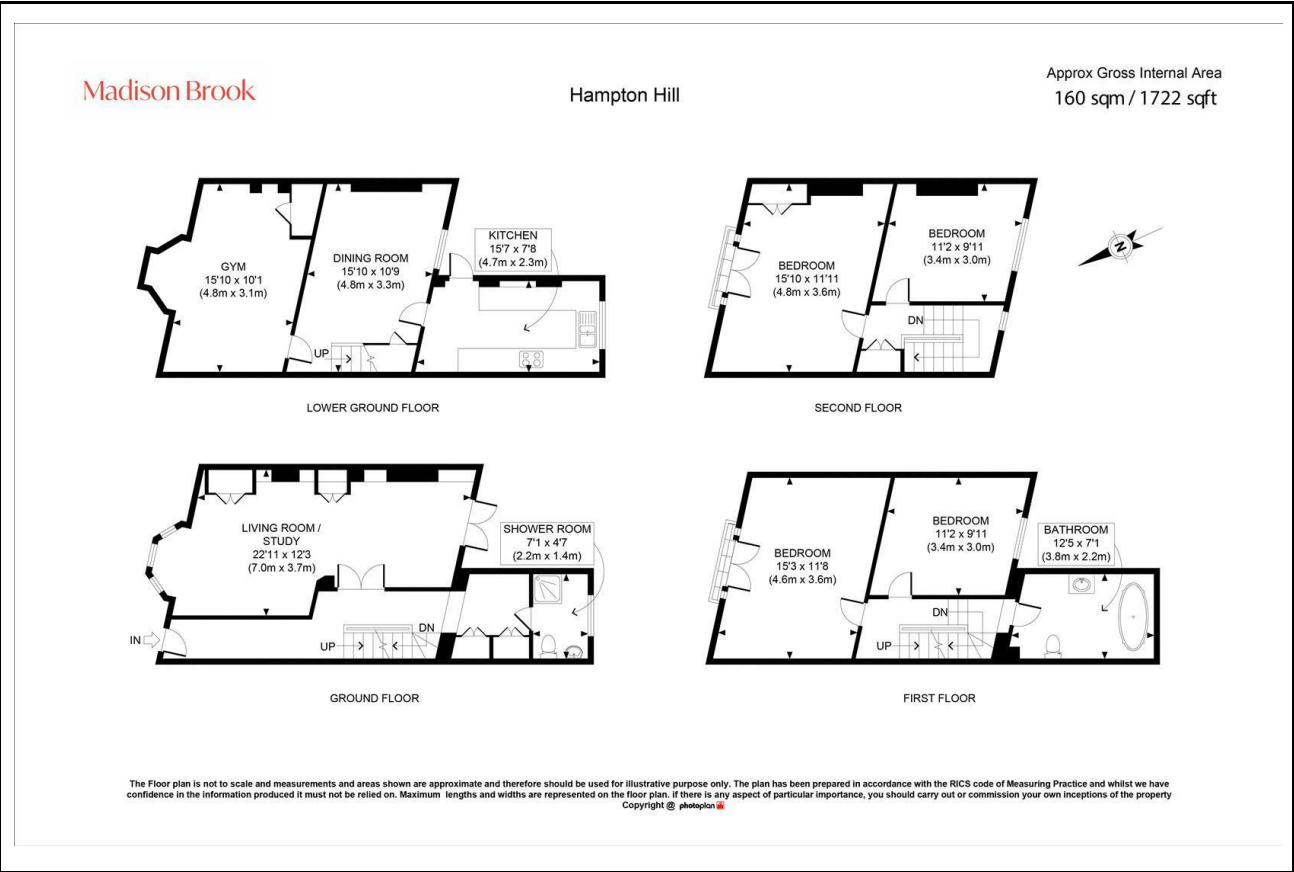 Madison Brook
Hampton Hill
Approx Gross Internal Area
160 sqm / 1722 sqft
GYM
15'10 x 10'1
(4.8m x 3.1m)
DINING ROOM
15'10 x 10'9
(4.8m x 3.3m)
KITCHEN
15'7 x 7'8
(4.7m x 2.3m)
UP
LOWER GROUND FLOOR
BEDROOM
15'10 x 11'11
(4.8m x 3.6m)
BEDROOM
11'2 x 9'11
(3.4m x 3.0m)
DN
N
SECOND FLOOR
LIVING ROOM /
STUDY
22'11 x 12'3
(7.0m x 3.7m)
SHOWER ROOM
7'1 x 4'7
(2.2m x 1.4m)
IN
UP
DN
GROUND FLOOR
BEDROOM
15'3 x 11'8
(4.6m x 3.6m)
BEDROOM
11'2 x 9'11
(3.4m x 3.0m)
BATHROOM
12'5 x 7'1
(3.8m x 2.2m)
DN
UP
FIRST FLOOR
The Floor plan is not to scale and measurements and areas shown are approximate and therefore should be used for illustrative purpose only. The plan has been prepared in accordance with the RICS code of Measuring Practice and whilst we have
confidence in the information produced it must not be relied on. Maximum lengths and widths are represented on the floor plan. if there is any aspect of particular importance, you should carry out or commission your own inceptions of the property
Copyright @ photoplan